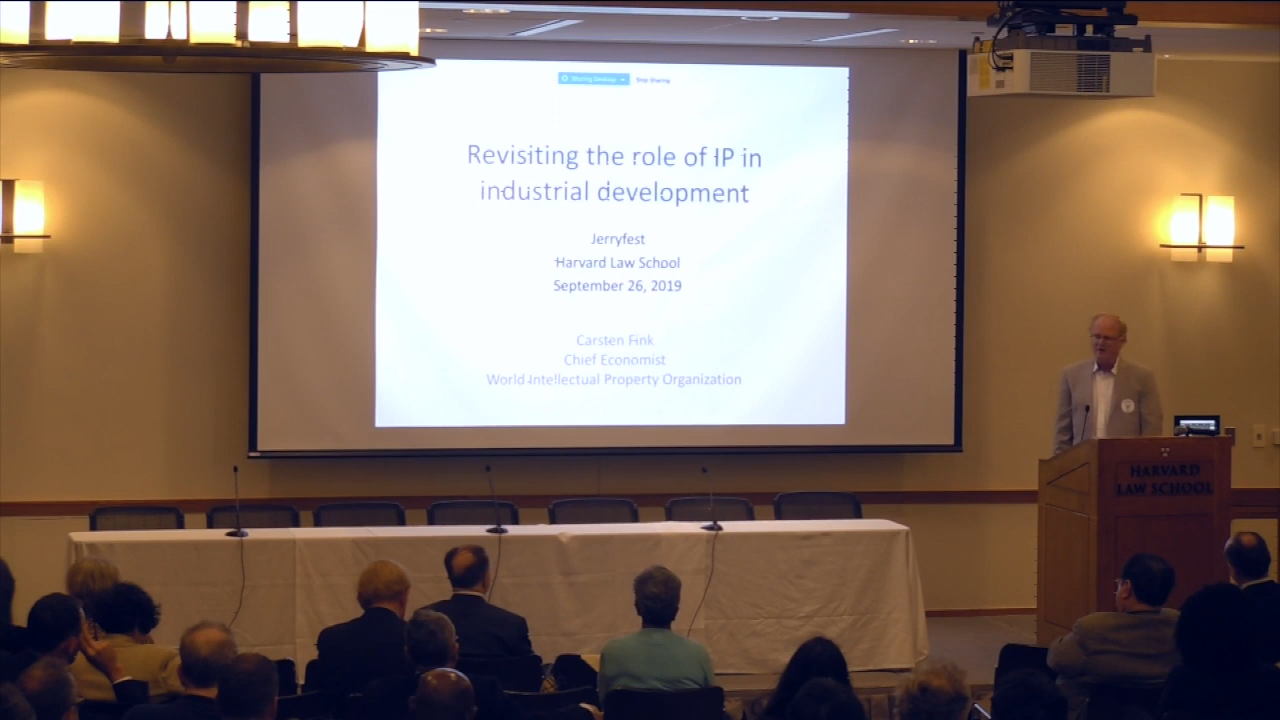 Sharing Desktop
Stop Sharing
Revisiting the role of IP in
industrial development
Jerryfest
Harvard Law School
September 26, 2019
Carsten Fink
Chief Economist
World Intellectual Property Organization
HARVARD
LAW SCHOOL